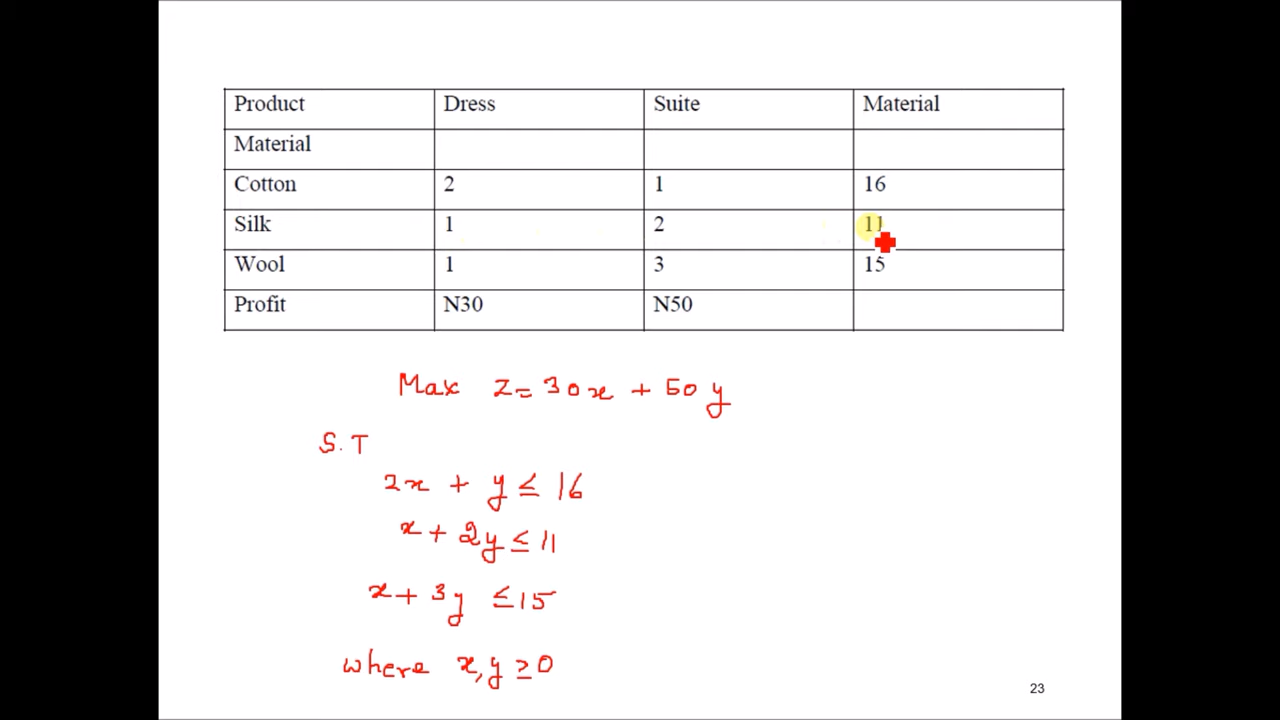 Product Dress Suite Material
Material
Cotton 2 1 16
Silk 1 2 11
Wool 1 3 15
Profit N30 N50
Max Z = 30x + 50y
S.T
2x + y ≤ 16
x + 2y ≤ 11
x + 3y ≤ 15
where x, y ≥ 0
23